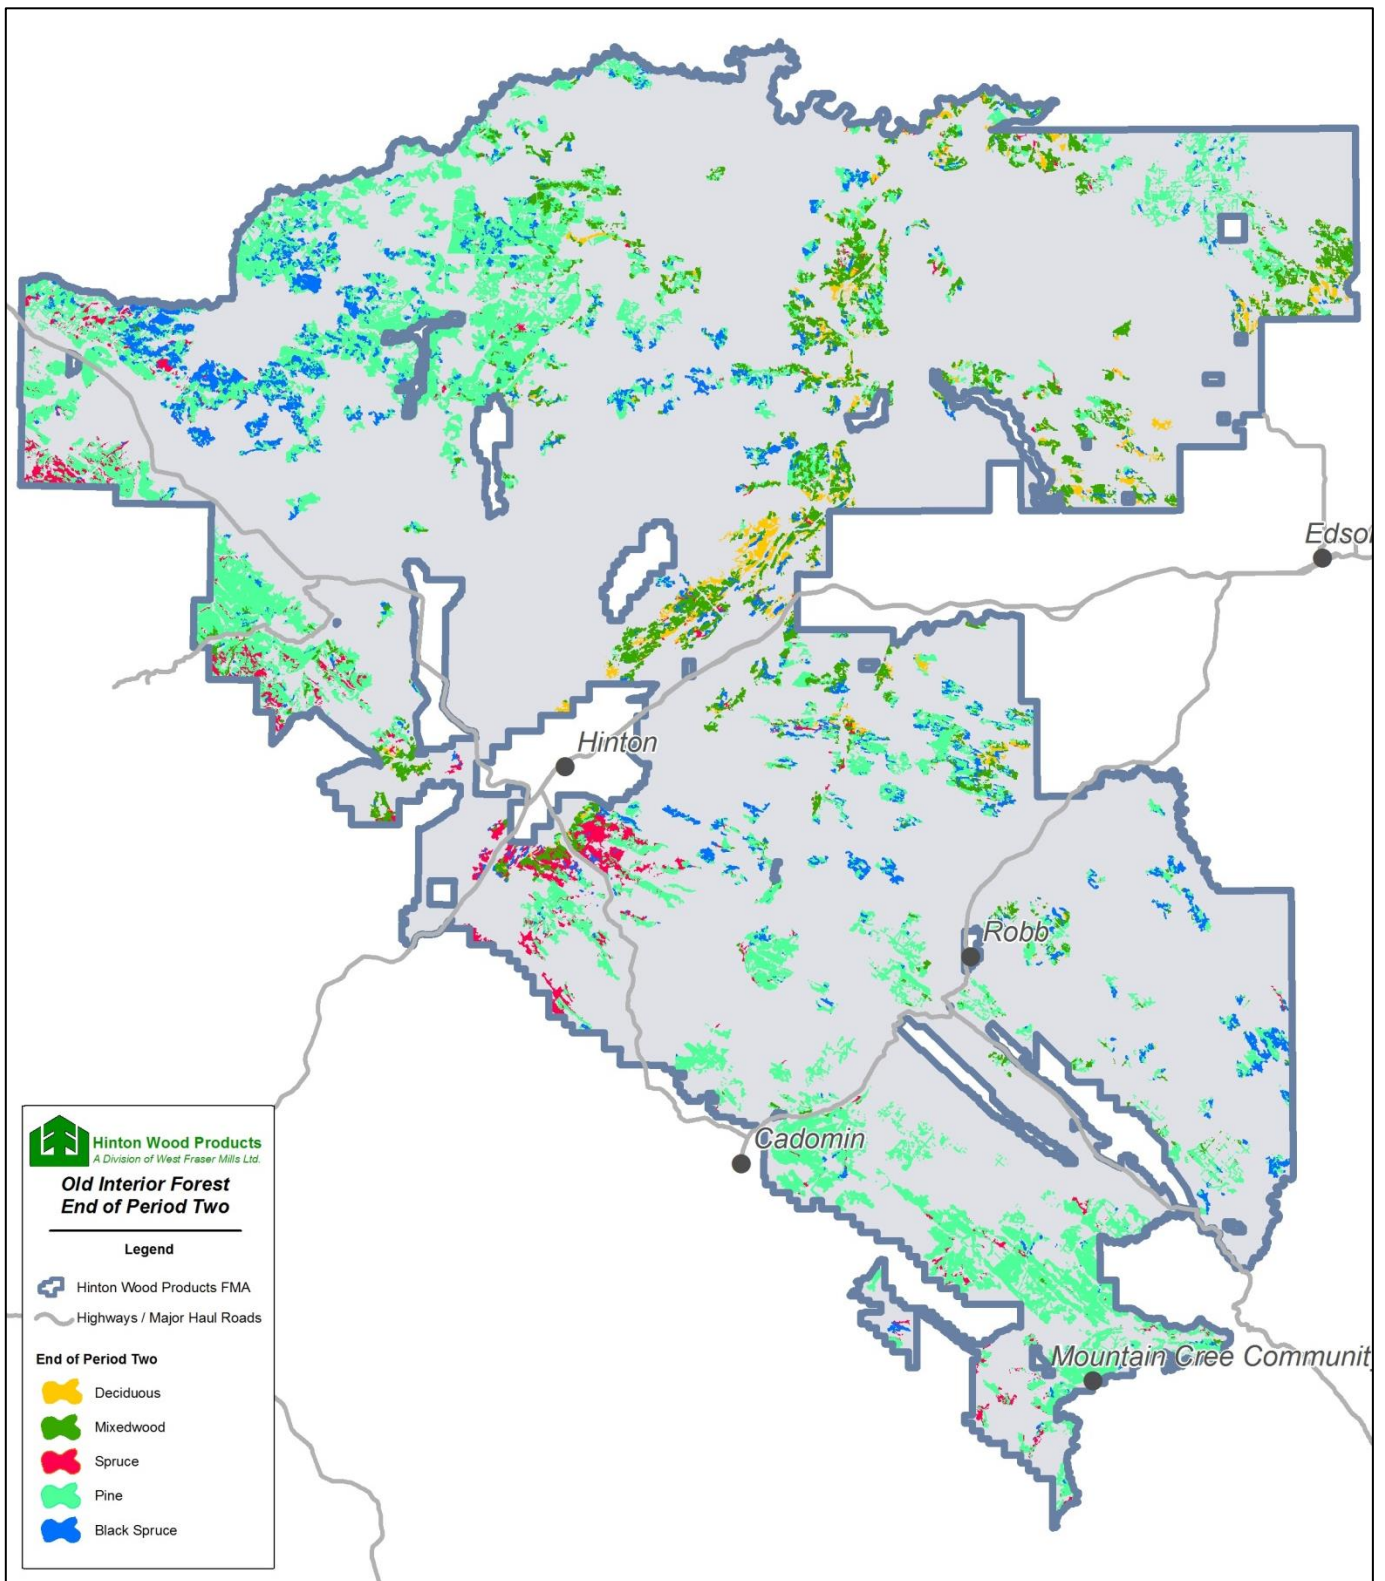 Edso
Hinton
Robb
Cadomin
Mountain Cree Community
Hinton Wood Products
A Division of West Fraser Mills Ltd.
Old Interior Forest
End of Period Two
Legend
Hinton Wood Products FMA
Highways / Major Haul Roads
End of Period Two
Deciduous
Mixedwood
Spruce
Pine
Black Spruce